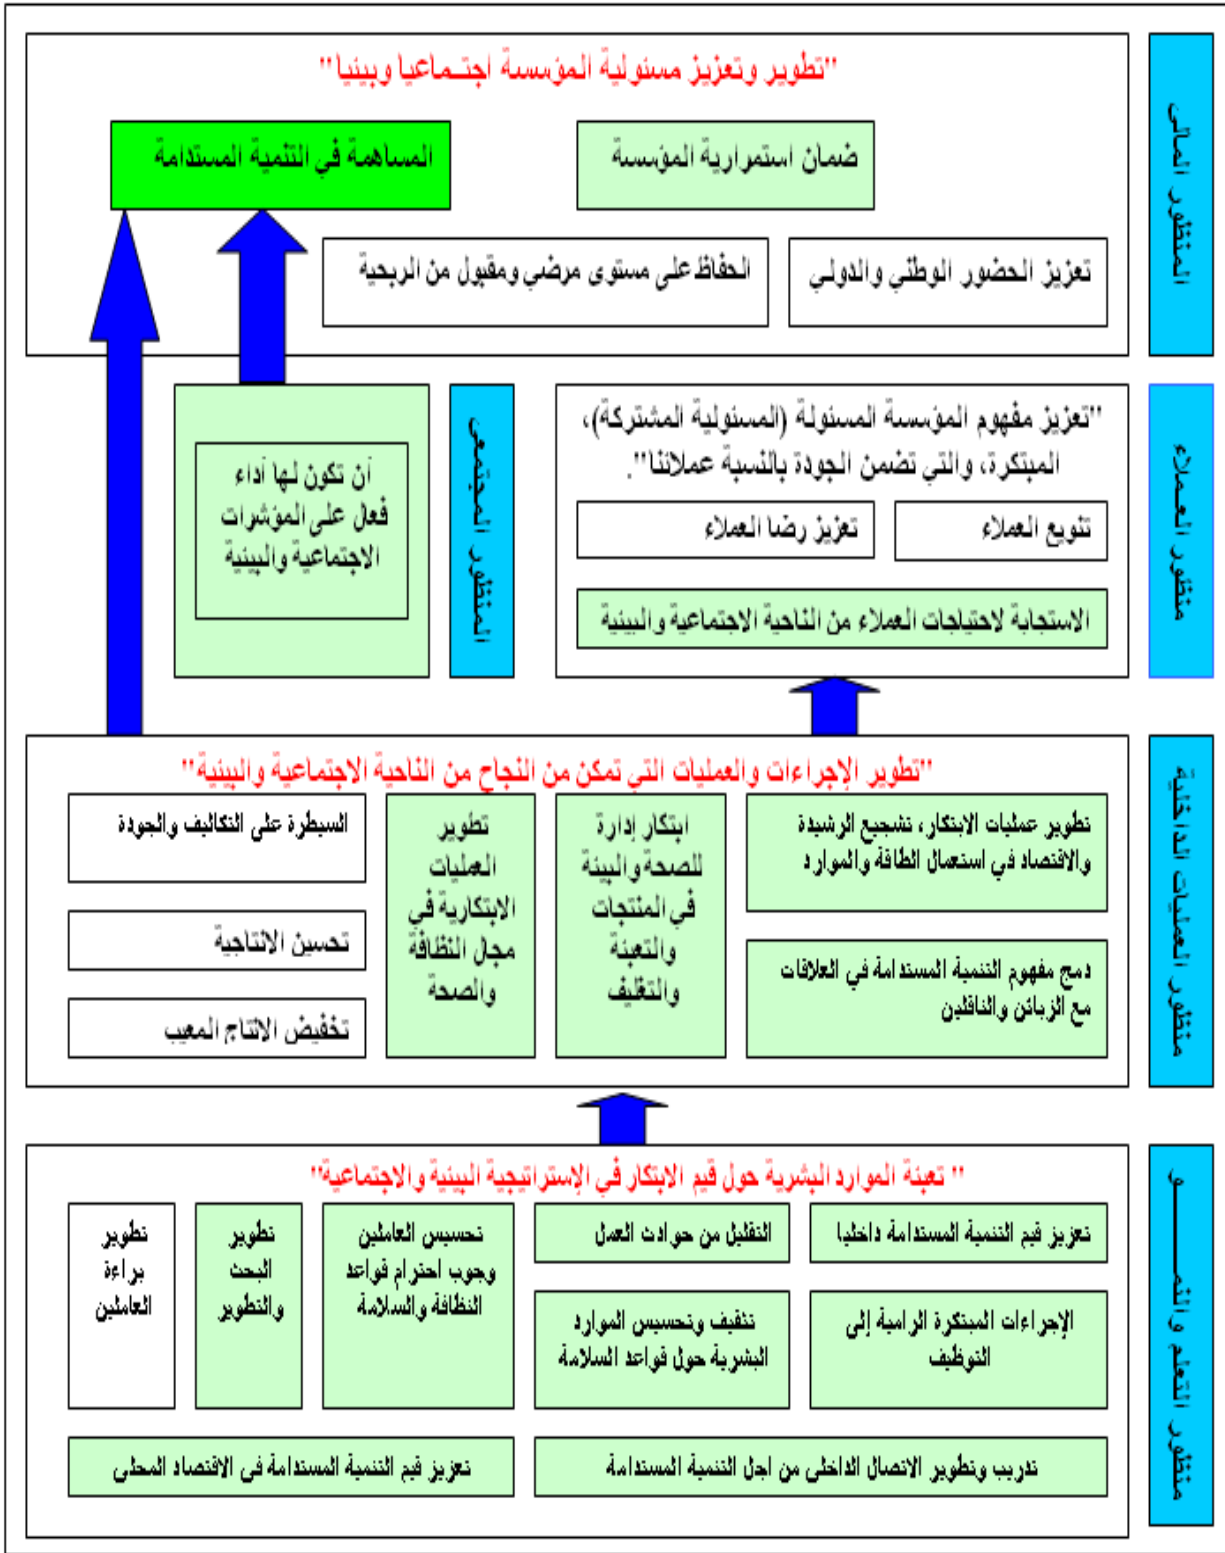 المنظور المالى
"تطوير وتعزيز مسئولية المؤسسة اجتماعيا وبيئيا"
ضمان استمرارية المؤسسة
المساهمة في التنمية المستدامة
تعزيز الحضور الوطني والدولي
الحفاظ على مستوى مرضي ومقبول من الربحية
منظور العملاء
"تعزيز مفهوم المؤسسة المسئولة (المسئولية المشتركة)،
المبتكرة، والتي تضمن الجودة بالنسبة عملائنا".
تنويع العملاء
تعزيز رضا العملاء
الاستجابة لاحتياجات العملاء من الناحية الاجتماعية والبيئية
المنظور المجتمعى
أن تكون لها أداء
فعال على المؤشرات
الاجتماعية والبيئية
منظور العمليات الداخلية
"تطوير الإجراءات والعمليات التي تمكن من النجاح من الناحية الاجتماعية والبيئية"
تطوير عمليات الابتكار، تشجيع الرشيدة
والاقتصاد في استعمال الطاقة والموارد
دمج مفهوم التنمية المستدامة في العلاقات
مع الزبائن والناقلين
ابتكار إدارة
للصحة والبيئة
في المنتجات
والتعبئة
والتغليف
تطوير
العمليات
الابتكارية في
مجال النظافة
والصحة
السيطرة على التكاليف والجودة
تحسين الانتاجية
تخفيض الانتاج المعيب
منظور التعلم والنمــــــو
" تعبئة الموارد البشرية حول قيم الابتكار في الإستراتيجية البيئية والاجتماعية"
تعزيز قيم التنمية المستدامة داخليا
التقليل من حوادث العمل
تحسيس العاملين
وجوب احترام قواعد
النظافة والسلامة
تطوير
البحث
والتطوير
تطوير
براءة
العاملين
الإجراءات المبتكرة الرامية إلى
التوظيف
تثقيف وتحسيس الموارد
البشرية حول قواعد السلامة
تدريب وتطوير الاتصال الداخلى من اجل التنمية المستدامة
تعزيز قيم التنمية المستدامة فى الاقتصاد المحلى